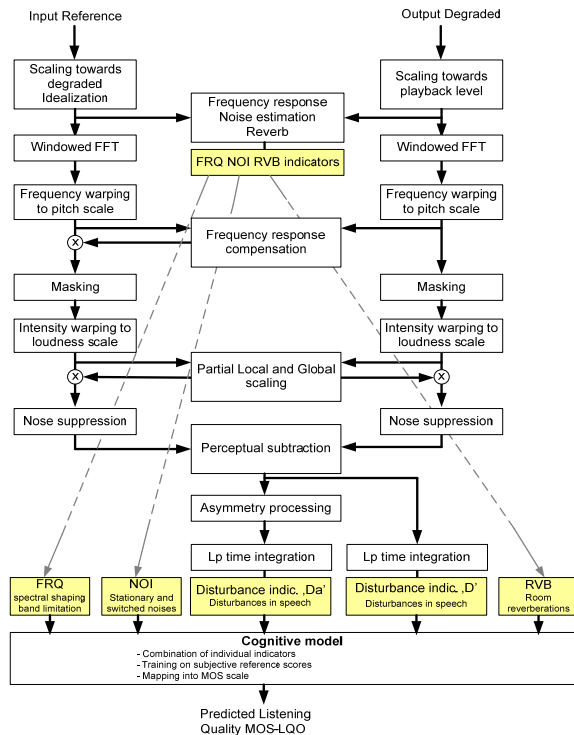 Input Reference
Output Degraded
Scaling towards
degraded
Idealization
Scaling towards
playback level
Frequency response
Noise estimation
Reverb
Windowed FFT
Windowed FFT
FRQ NOI RVB indicators
Frequency warping
to pitch scale
Frequency warping
to pitch scale
Frequency response
compensation
x
Masking
Masking
Intensity warping to
loudness scale
Intensity warping to
loudness scale
Partial Local and Global
scaling
x
x
Nose suppression
Nose suppression
Perceptual subtraction
Asymmetry processing
Lp time integration
Lp time integration
FRQ
spectral shaping
band limitation
NOI
Stationary and
switched noises
Disturbance indic. ‚Da’
Disturbances in speech
Disturbance indic. ‚D’
Disturbances in speech
RVB
Room
reverberations
Cognitive model
- Combination of individual indicators
- Training on subjective reference scores
- Mapping into MOS scale
Predicted Listening
Quality MOS-LQO